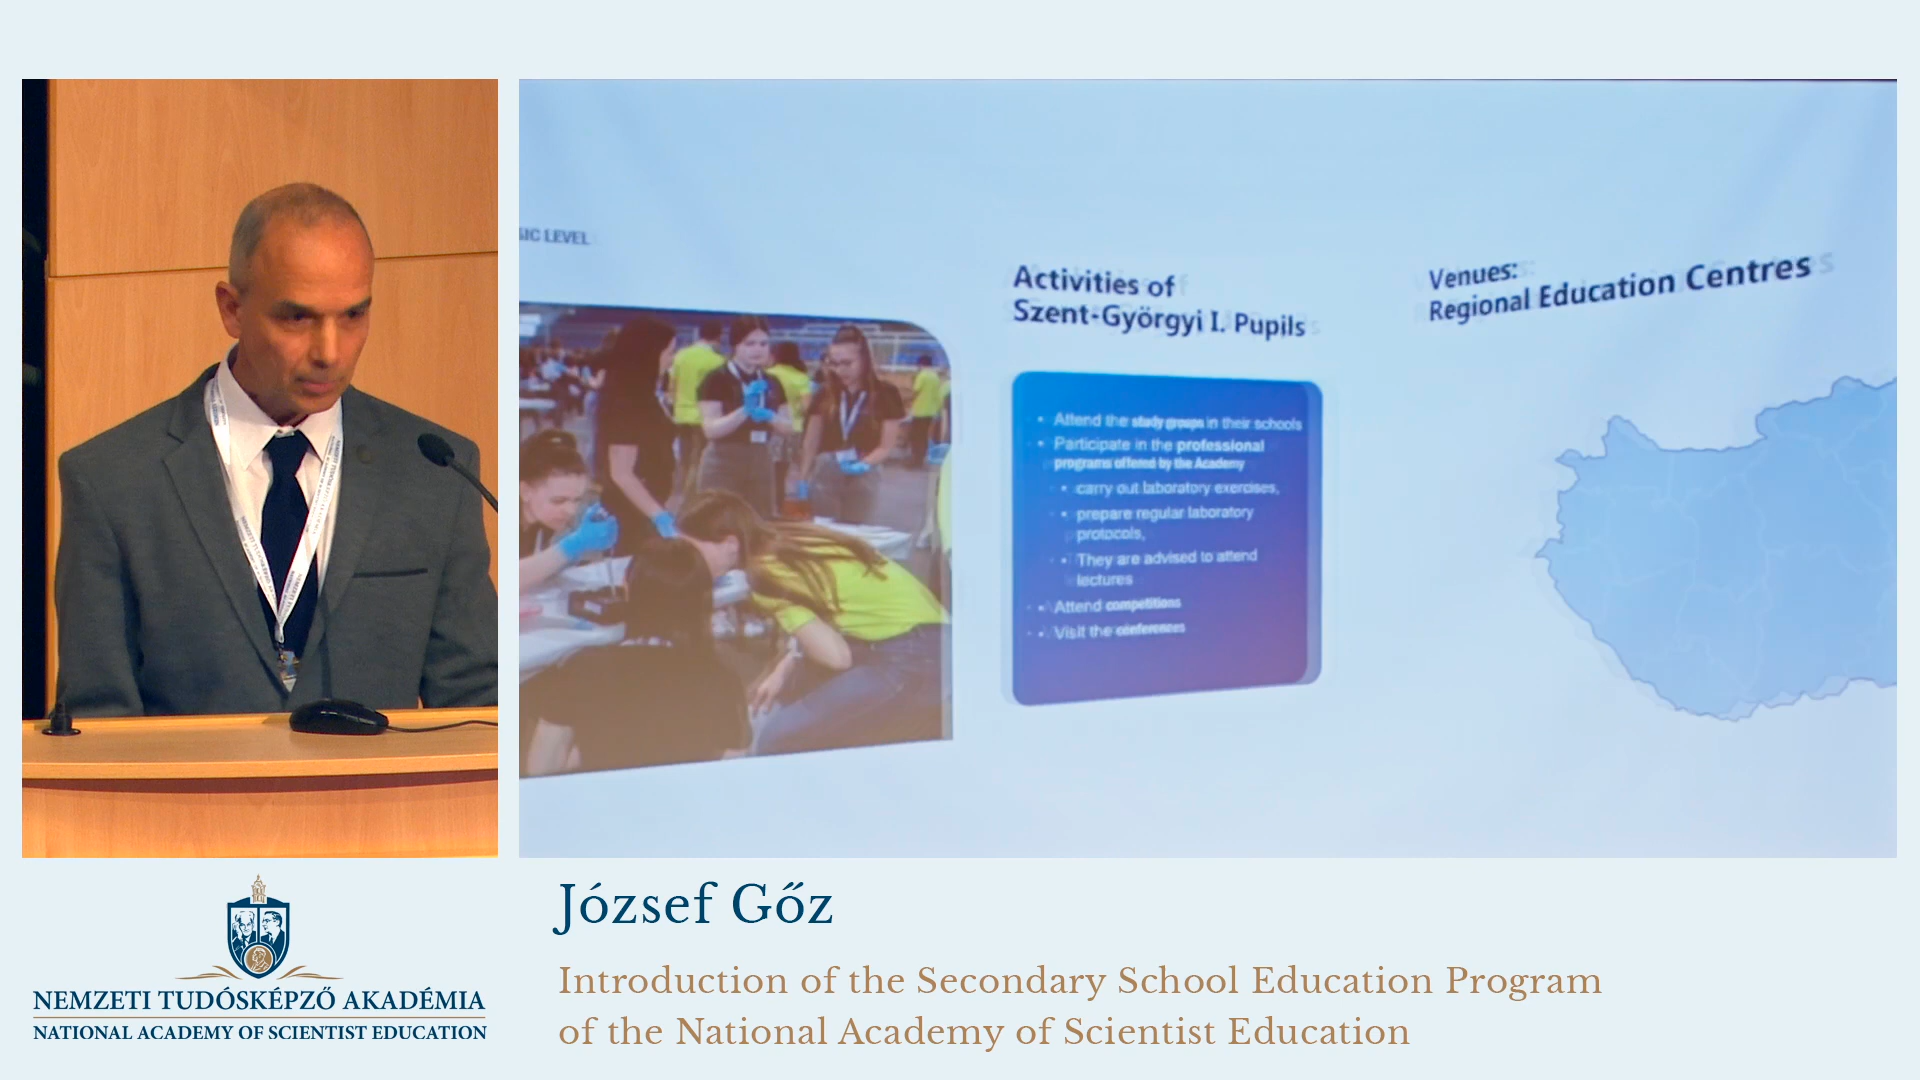 SIC LEVEL
Activities of
Szent-Györgyi I. Pupils
• Attend the study groups in their schools
• Participate in the professional
programs offered by the Academy
• carry out laboratory exercises,
• prepare regular laboratory
protocols,
• They are advised to attend
lectures
• Attend competitions
• Visit the conferences
Venues:
Regional Education Centres
József Gőz
Introduction of the Secondary School Education Program
of the National Academy of Scientist Education
NEMZETI TUDÓSKÉPZŐ AKADÉMIA
NATIONAL ACADEMY OF SCIENTIST EDUCATION